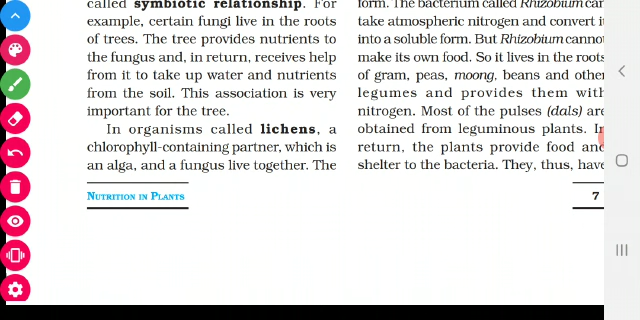 called symbiotic relationship. For
example, certain fungi live in the roots
of trees. The tree provides nutrients to
the fungus and, in return, receives help
from it to take up water and nutrients
from the soil. This association is very
important for the tree.
In organisms called lichens, a
chlorophyll-containing partner, which is
an alga, and a fungus live together. The
form. The bacterium called Rhizobium can
take atmospheric nitrogen and convert i
into a soluble form. But Rhizobium canno
make its own food. So it lives in the roots
of gram, peas, moong, beans and other
legumes and provides them with
nitrogen. Most of the pulses (dals) are
obtained from leguminous plants. In
return, the plants provide food and
shelter to the bacteria. They, thus, have
NUTRITION IN PLANTS
7